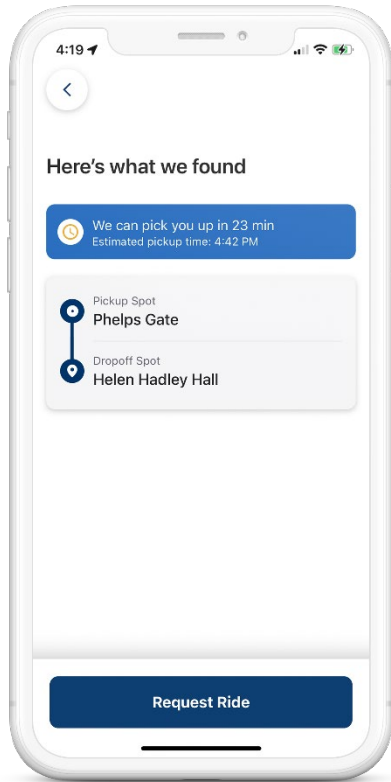 4:19
Here's what we found
We can pick you up in 23 min
Estimated pickup time: 4:42 PM
Pickup Spot
Phelps Gate
Dropoff Spot
Helen Hadley Hall
Request Ride